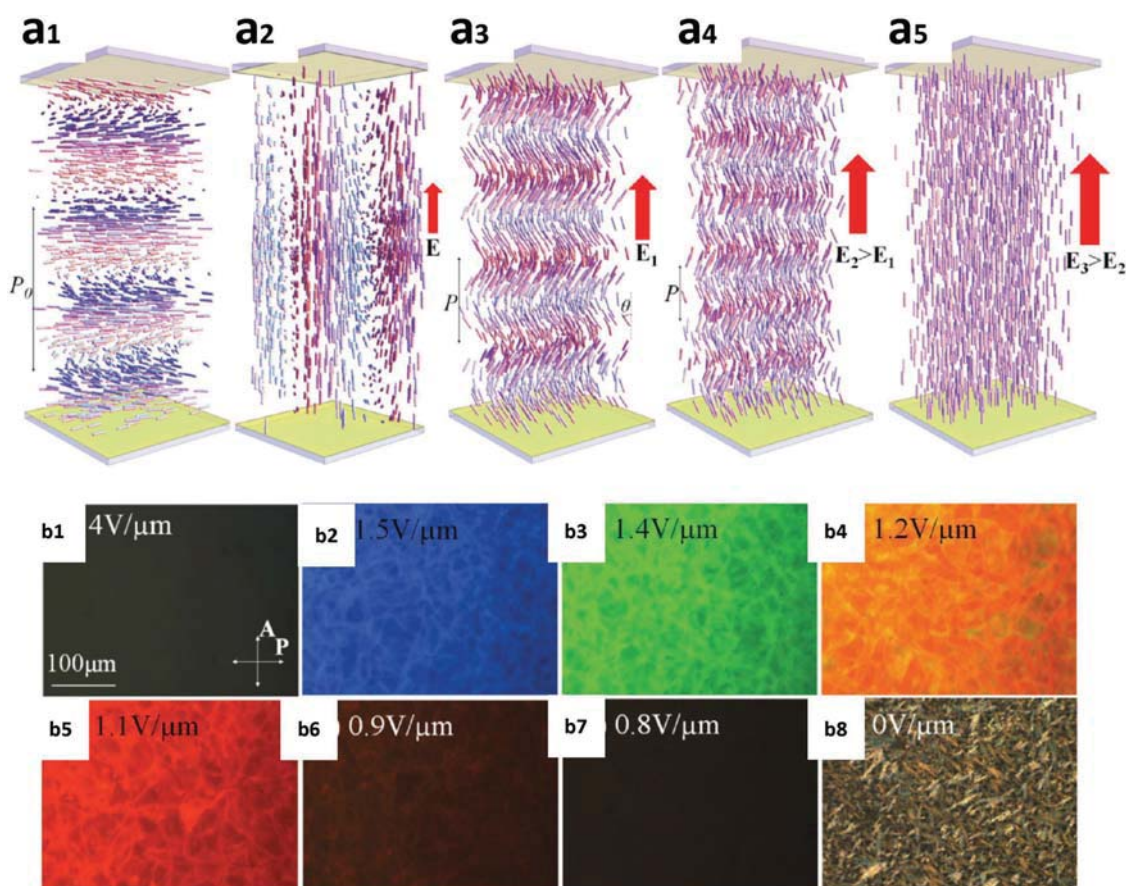 a1 a2 a3 a4 a5
P0
E
P
θ
E1
P
E2>E1
E3>E2
b1 4V/μm
A
P
100μm
b2 1.5V/μm
b3 1.4V/μm
b4 1.2V/μm
b5 1.1V/μm
b6 ) 0.9V/μm
b7 0.8V/μm
b8 0V/μm